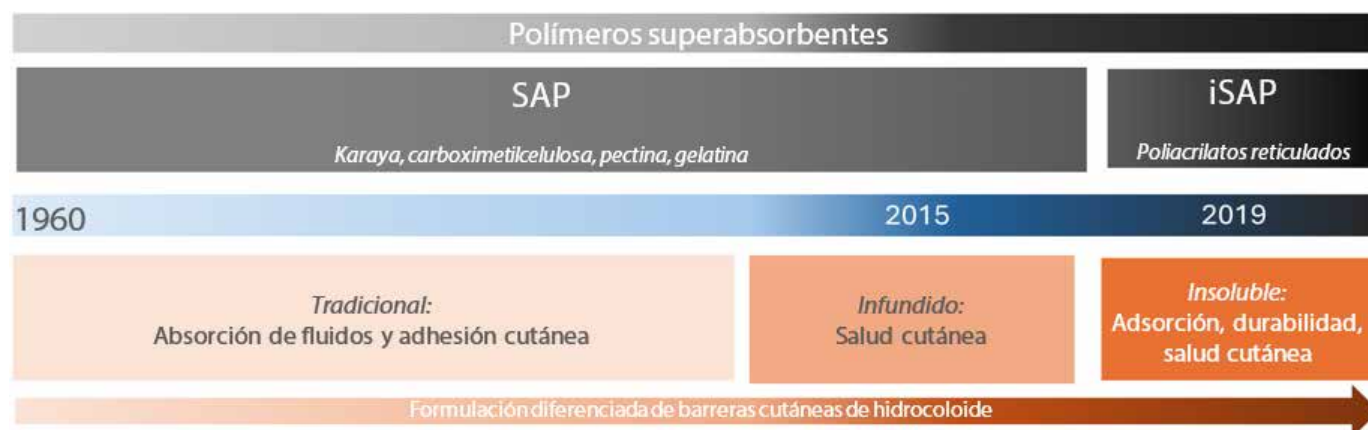 Polímeros superabsorbentes
SAP
Karaya, carboximetilcelulosa, pectina, gelatina
iSAP
Poliacrilatos reticulados
1960
2015
2019
Tradicional:
Absorción de fluidos y adhesión cutánea
Infundido:
Salud cutánea
Insoluble:
Adsorción, durabilidad,
salud cutánea
Formulación diferenciada de barreras cutáneas de hidrocoloide